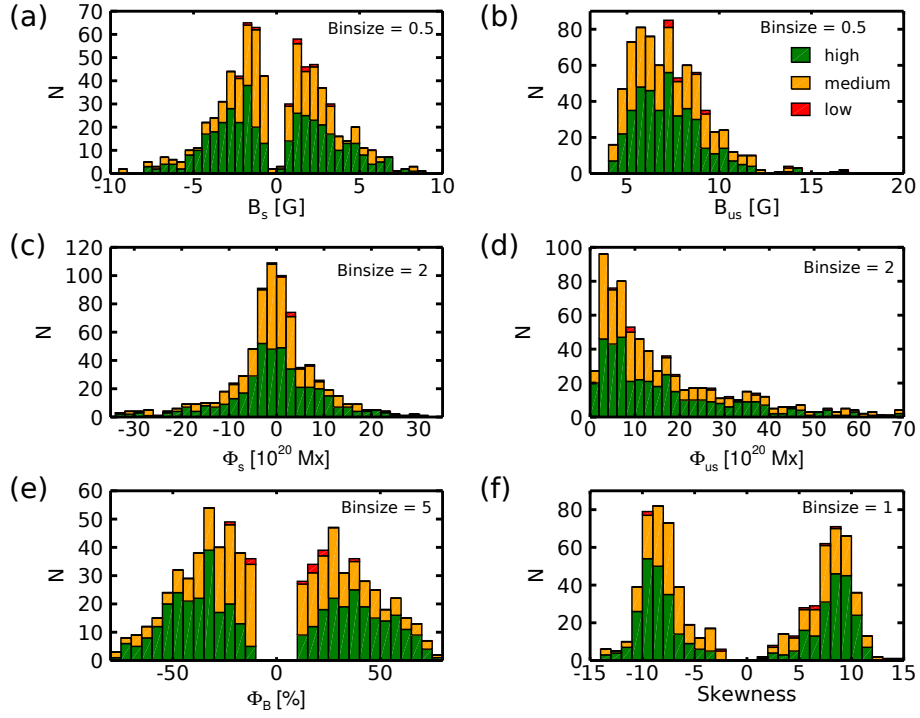 (a)
Binsize = 0.5
N
70
60
50
40
30
20
10
0
-10
-5
0
5
10
B_s [G]
(b)
Binsize = 0.5
high
medium
low
N
80
60
40
20
0
5
10
15
20
B_us [G]
(c)
Binsize = 2
N
120
100
80
60
40
20
0
-30
-20
-10
0
10
20
30
Φ_s [10^20 Mx]
(d)
Binsize = 2
N
100
80
60
40
20
0
0
10
20
30
40
50
60
70
Φ_us [10^20 Mx]
(e)
Binsize = 5
N
60
50
40
30
20
10
0
-50
0
50
Φ_B [%]
(f)
Binsize = 1
N
80
60
40
20
0
-15
-10
-5
0
5
10
15
Skewness